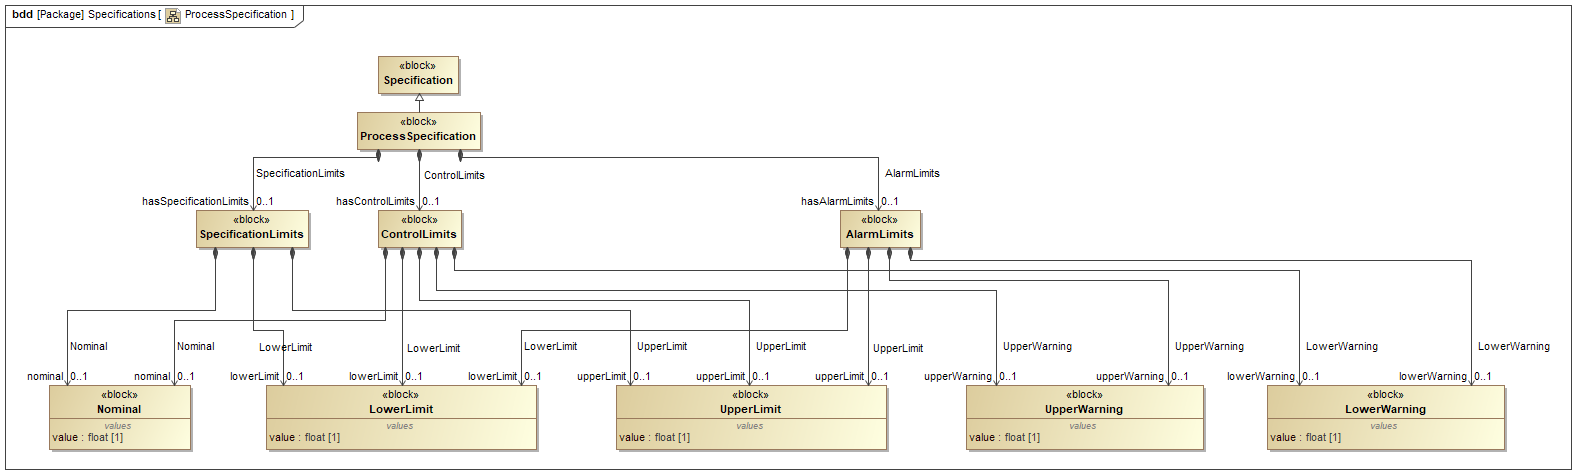 bdd [Package] Specifications [ ProcessSpecification ]
«block»
Specification
«block»
ProcessSpecification
SpecificationLimits
ControlLimits
AlarmLimits
hasSpecificationLimits 0..1
hasControlLimits 0..1
hasAlarmLimits 0..1
«block»
SpecificationLimits
«block»
ControlLimits
«block»
AlarmLimits
Nominal
Nominal
LowerLimit
LowerLimit
LowerLimit
UpperLimit
UpperLimit
UpperLimit
UpperWarning
UpperWarning
LowerWarning
LowerWarning
nominal 0..1
nominal 0..1
lowerLimit 0..1
lowerLimit 0..1
lowerLimit 0..1
upperLimit 0..1
upperLimit 0..1
upperLimit 0..1
upperWarning 0..1
upperWarning 0..1
lowerWarning 0..1
lowerWarning 0..1
«block»
Nominal
values
value : float [1]
«block»
LowerLimit
values
value : float [1]
«block»
UpperLimit
values
value : float [1]
«block»
UpperWarning
values
value : float [1]
«block»
LowerWarning
values
value : float [1]